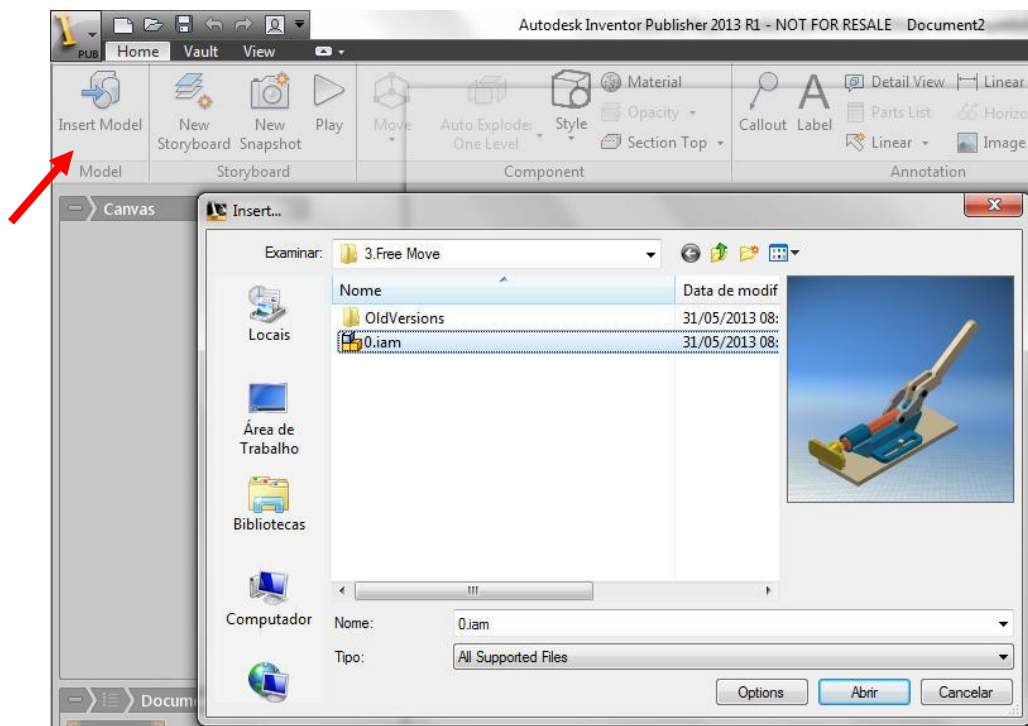 Autodesk Inventor Publisher 2013 R1 - NOT FOR RESALE Document2
PUB Home Vault View
Insert Model New Storyboard New Snapshot Play Move Auto Explode: One Level Style Material Opacity Section Top Callout Label Detail View Parts List Linear Linear Image
Model Storyboard Component Annotation
Canvas
Insert...
Examinar: 3.Free Move
Nome Data de modif
OldVersions 31/05/2013 08:
0.iam 31/05/2013 08:
Locais
Área de
Trabalho
Bibliotecas
Computador
Nome: 0.iam
Tipo: All Supported Files
Options Abrir Cancelar